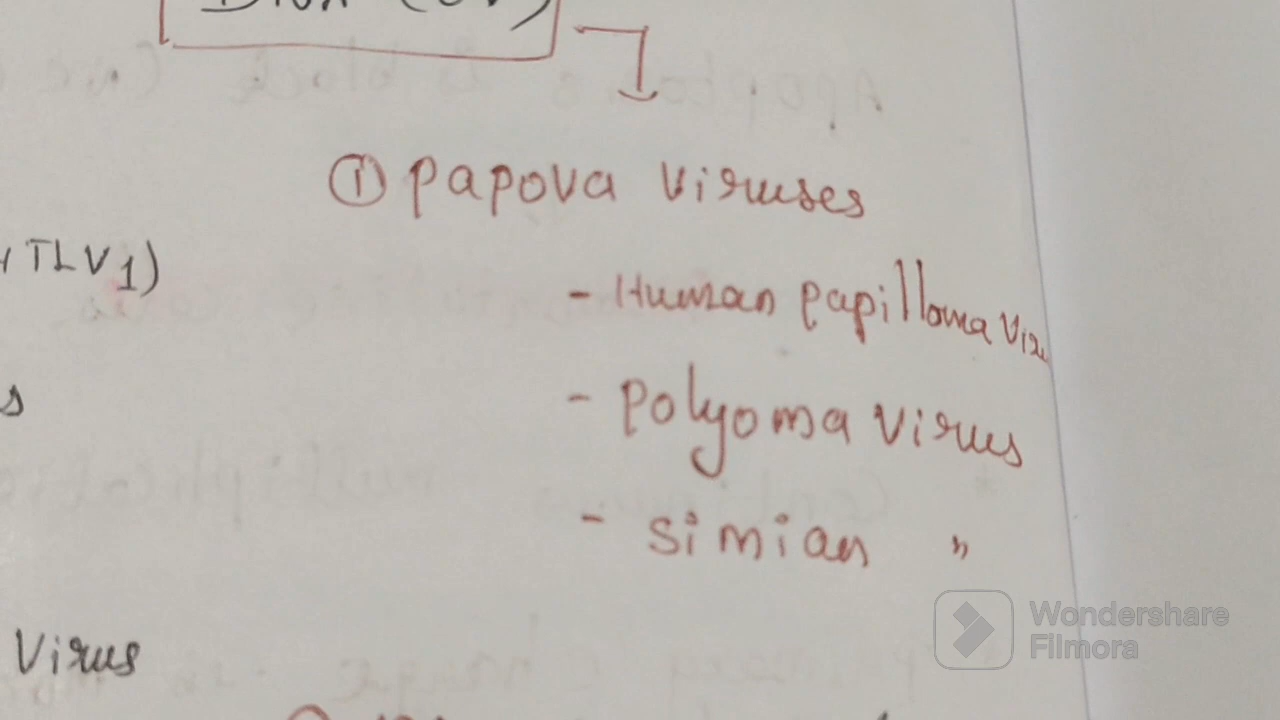 ① Papova Viruses
TLV1)
- Human papilloma Viru
- Polyoma Virus
s
- Simian "
Virus
Wondershare
Filmora